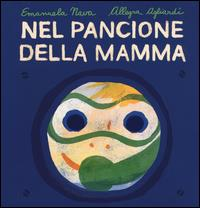 Emanuela Nava Allegra Agliardi
NEL PANCIONE
DELLA MAMMA